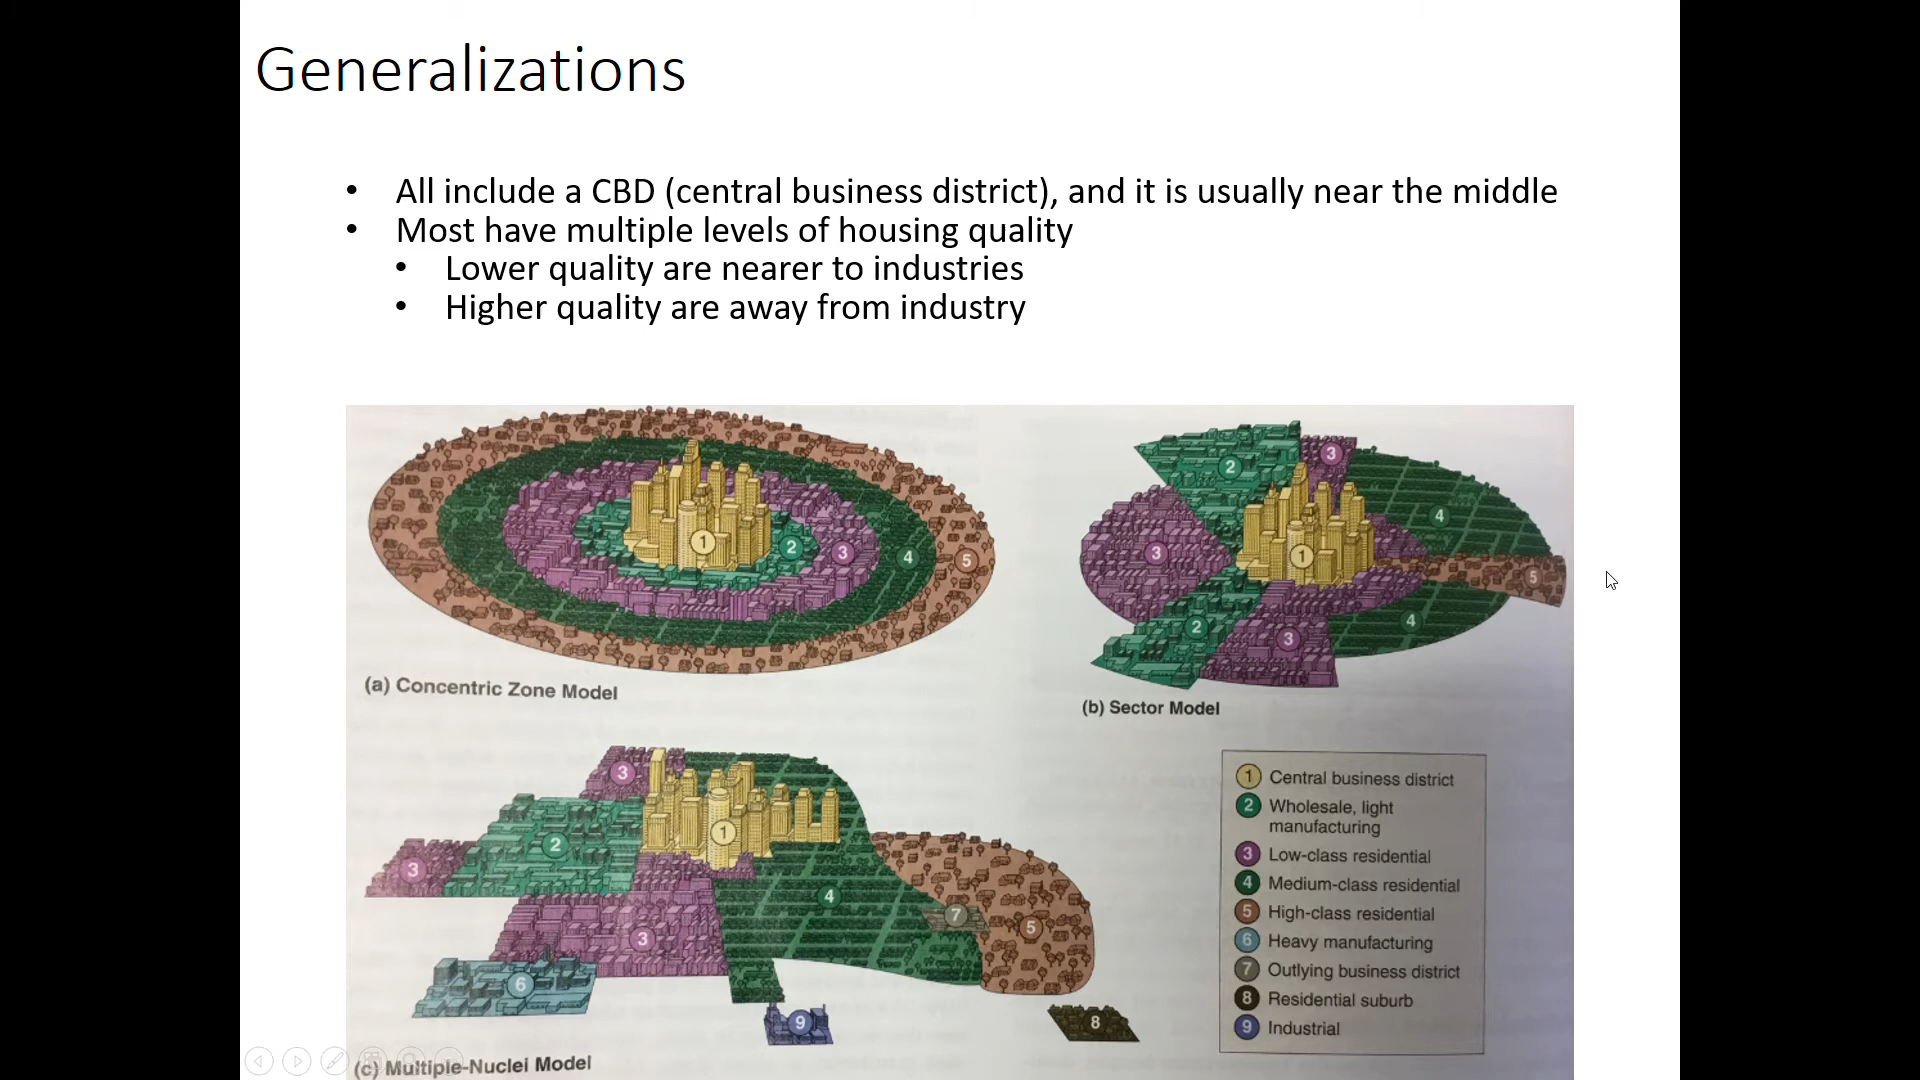 Generalizations
• All include a CBD (central business district), and it is usually near the middle
• Most have multiple levels of housing quality
• Lower quality are nearer to industries
• Higher quality are away from industry
1
2
3
4
5
(a) Concentric Zone Model
2
3
4
3
1
5
2
3
4
(b) Sector Model
3
1
2
3
4
7
5
3
6
9
8
(c) Multiple-Nuclei Model
1 Central business district
2 Wholesale, light
manufacturing
3 Low-class residential
4 Medium-class residential
5 High-class residential
6 Heavy manufacturing
7 Outlying business district
8 Residential suburb
9 Industrial